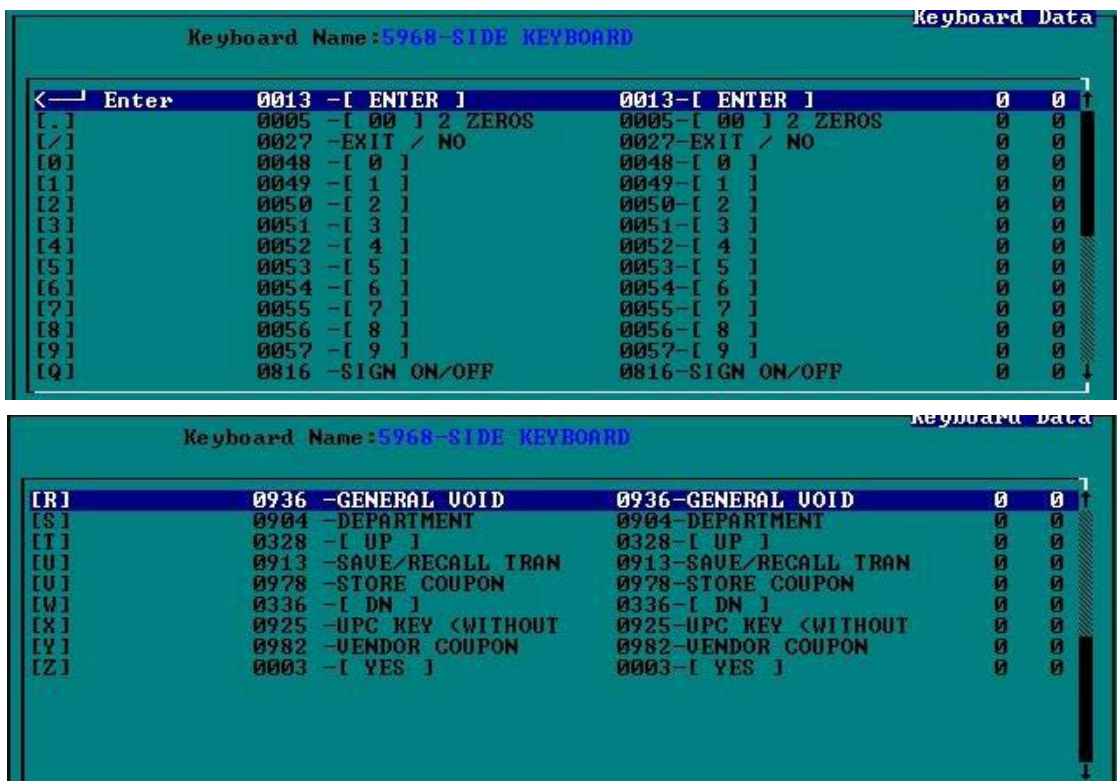 Keyboard Data
Keyboard Name:5968-SIDE KEYBOARD
<─┘ Enter 0013 -[ ENTER ] 0013-[ ENTER ] 0 0
[.] 0005 -[ 00 ] 2 ZEROS 0005-[ 00 ] 2 ZEROS 0 0
[/] 0027 -EXIT / NO 0027-EXIT / NO 0 0
[0] 0048 -[ 0 ] 0048-[ 0 ] 0 0
[1] 0049 -[ 1 ] 0049-[ 1 ] 0 0
[2] 0050 -[ 2 ] 0050-[ 2 ] 0 0
[3] 0051 -[ 3 ] 0051-[ 3 ] 0 0
[4] 0052 -[ 4 ] 0052-[ 4 ] 0 0
[5] 0053 -[ 5 ] 0053-[ 5 ] 0 0
[6] 0054 -[ 6 ] 0054-[ 6 ] 0 0
[7] 0055 -[ 7 ] 0055-[ 7 ] 0 0
[8] 0056 -[ 8 ] 0056-[ 8 ] 0 0
[9] 0057 -[ 9 ] 0057-[ 9 ] 0 0
[Q] 0816 -SIGN ON/OFF 0816-SIGN ON/OFF 0 0
Keyboard Data
Keyboard Name:5968-SIDE KEYBOARD
[R] 0936 -GENERAL VOID 0936-GENERAL VOID 0 0
[S] 0904 -DEPARTMENT 0904-DEPARTMENT 0 0
[T] 0328 -[ UP ] 0328-[ UP ] 0 0
[U] 0913 -SAVE/RECALL TRAN 0913-SAVE/RECALL TRAN 0 0
[V] 0978 -STORE COUPON 0978-STORE COUPON 0 0
[W] 0336 -[ DN ] 0336-[ DN ] 0 0
[X] 0925 -UPC KEY (WITHOUT 0925-UPC KEY (WITHOUT 0 0
[Y] 0982 -VENDOR COUPON 0982-VENDOR COUPON 0 0
[Z] 0003 -[ YES ] 0003-[ YES ] 0 0